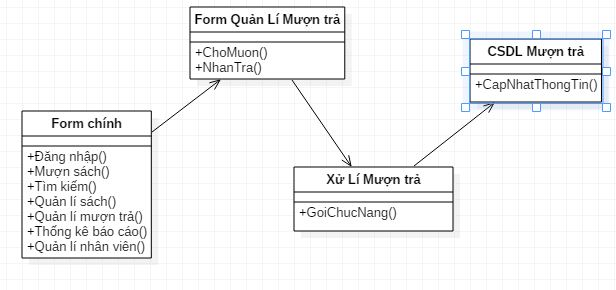 Form Quản Lí Mượn trả
+ChoMuon()
+NhanTra()
CSDL Mượn trả
+CapNhatThongTin()
Form chính
+Đăng nhập()
+Mượn sách()
+Tìm kiếm()
+Quản lí sách()
+Quản lí mượn trả()
+Thống kê báo cáo()
+Quản lí nhân viên()
Xử Lí Mượn trả
+GoiChucNang()